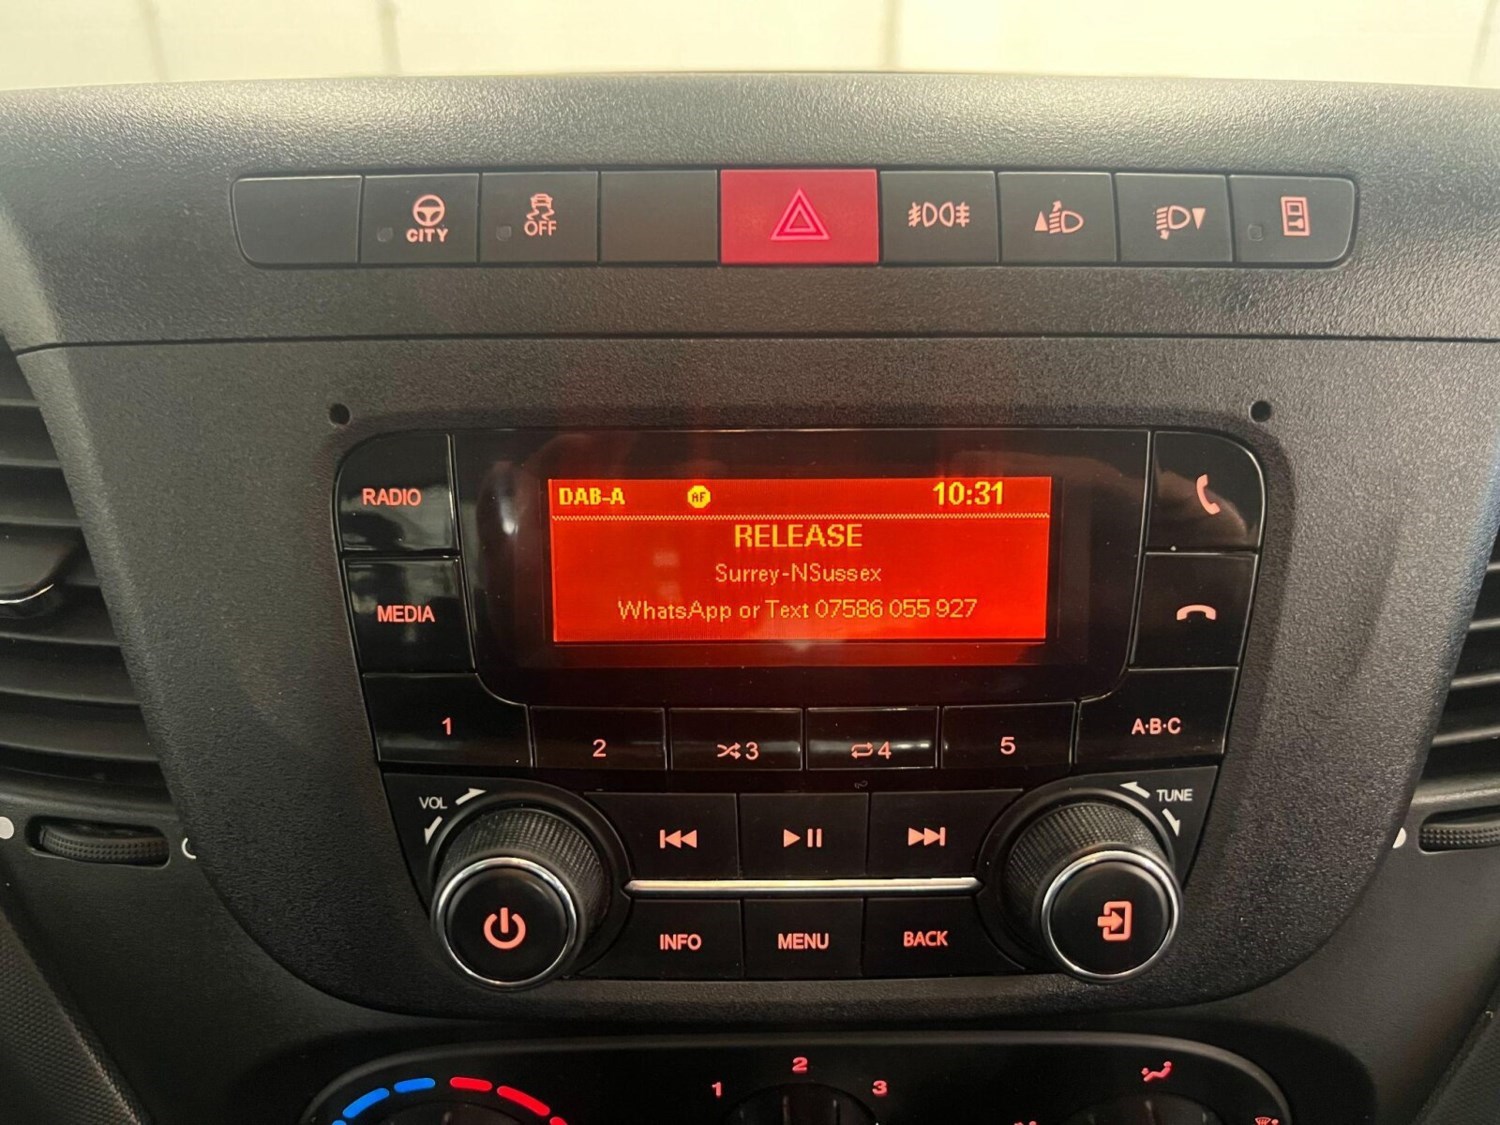 CITY
OFF
RADIO
DAB-A AF 10:31
RELEASE
Surrey-NSussex
WhatsApp or Text 07586 055 927
MEDIA
1
2
3
4
5
A·B·C
VOL
TUNE
INFO
MENU
BACK
1
2
3